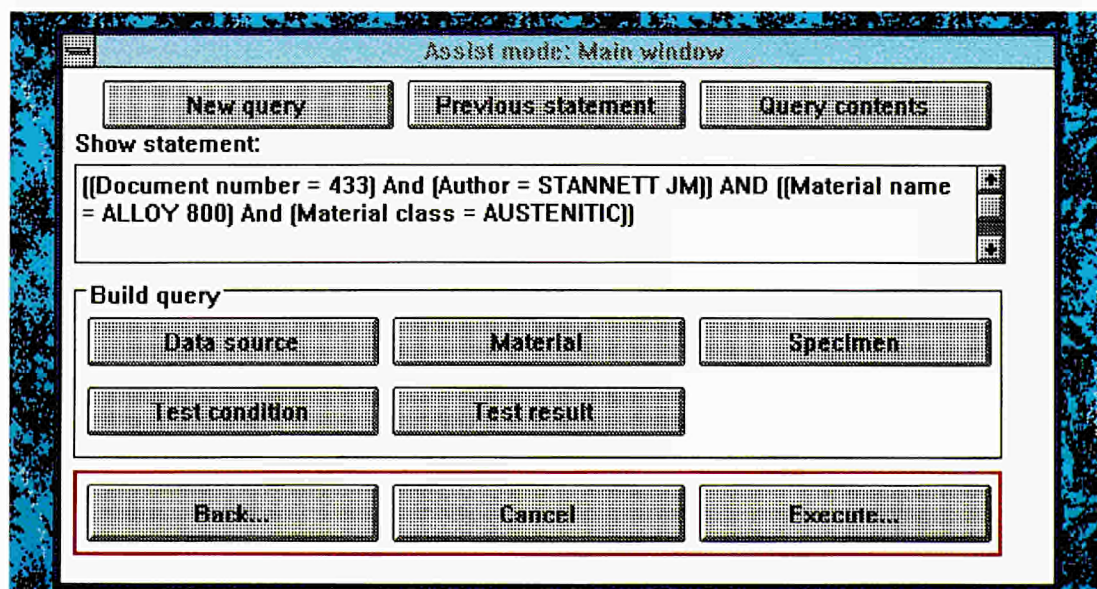 Assist mode: Main window
New query Previous statement Query contents
Show statement:
((Document number = 433) And (Author = STANNETT JM)) AND ((Material name
= ALLOY 800) And (Material class = AUSTENITIC))
Build query
Data source Material Specimen
Test condition Test result
Back... Cancel Execute...